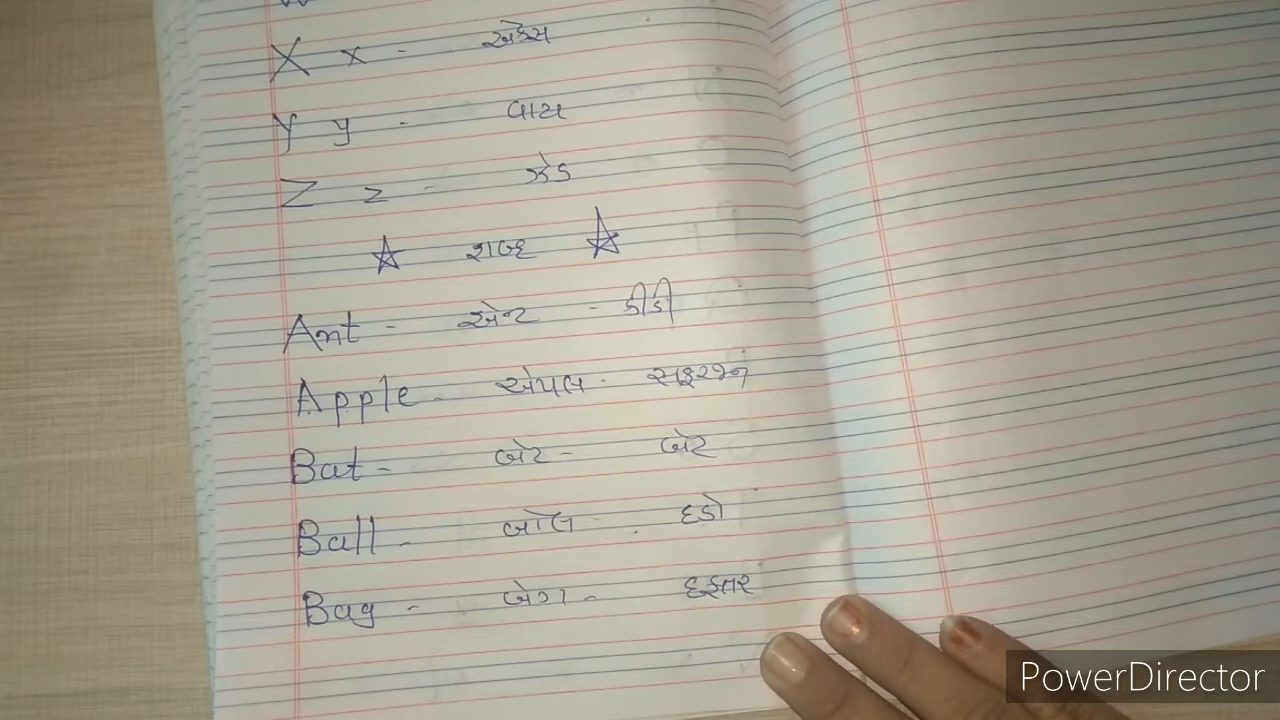 X x - એક્સ
Y y - વાય
Z z - ઝેડ
☆ શબ્દ ☆
Ant - એન્ટ - કીડી
Apple - એપલ - સફરજન
Bat - બેટ - બેટ
Ball - બોલ - દડો
Bag - બેગ - દફતર
PowerDirector